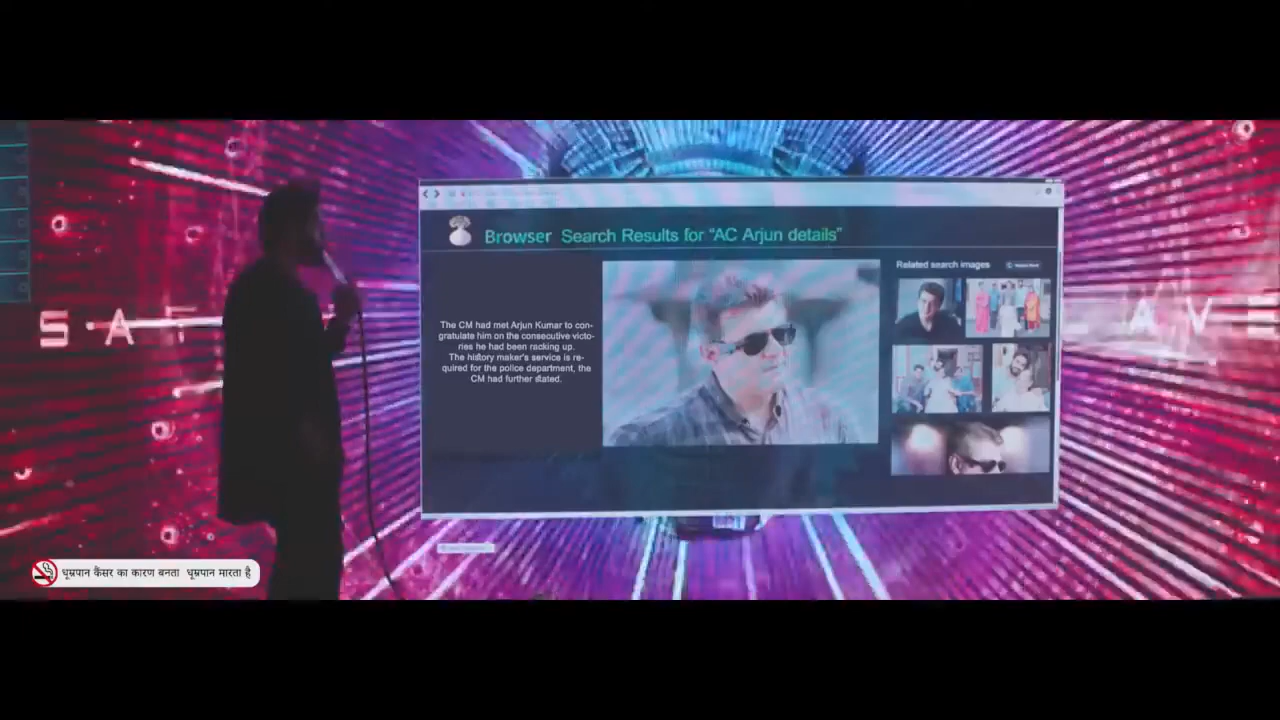 Browser Search Results for "AC Arjun details"
Related search images
The CM had met Arjun Kumar to con-
gratulate him on the consecutive victo-
ries he had been racking up.
The history maker's service is re-
quired for the police department, the
CM had further stated.
SAT AVE
धूम्रपान कैंसर का कारण बनता धूम्रपान मारता है